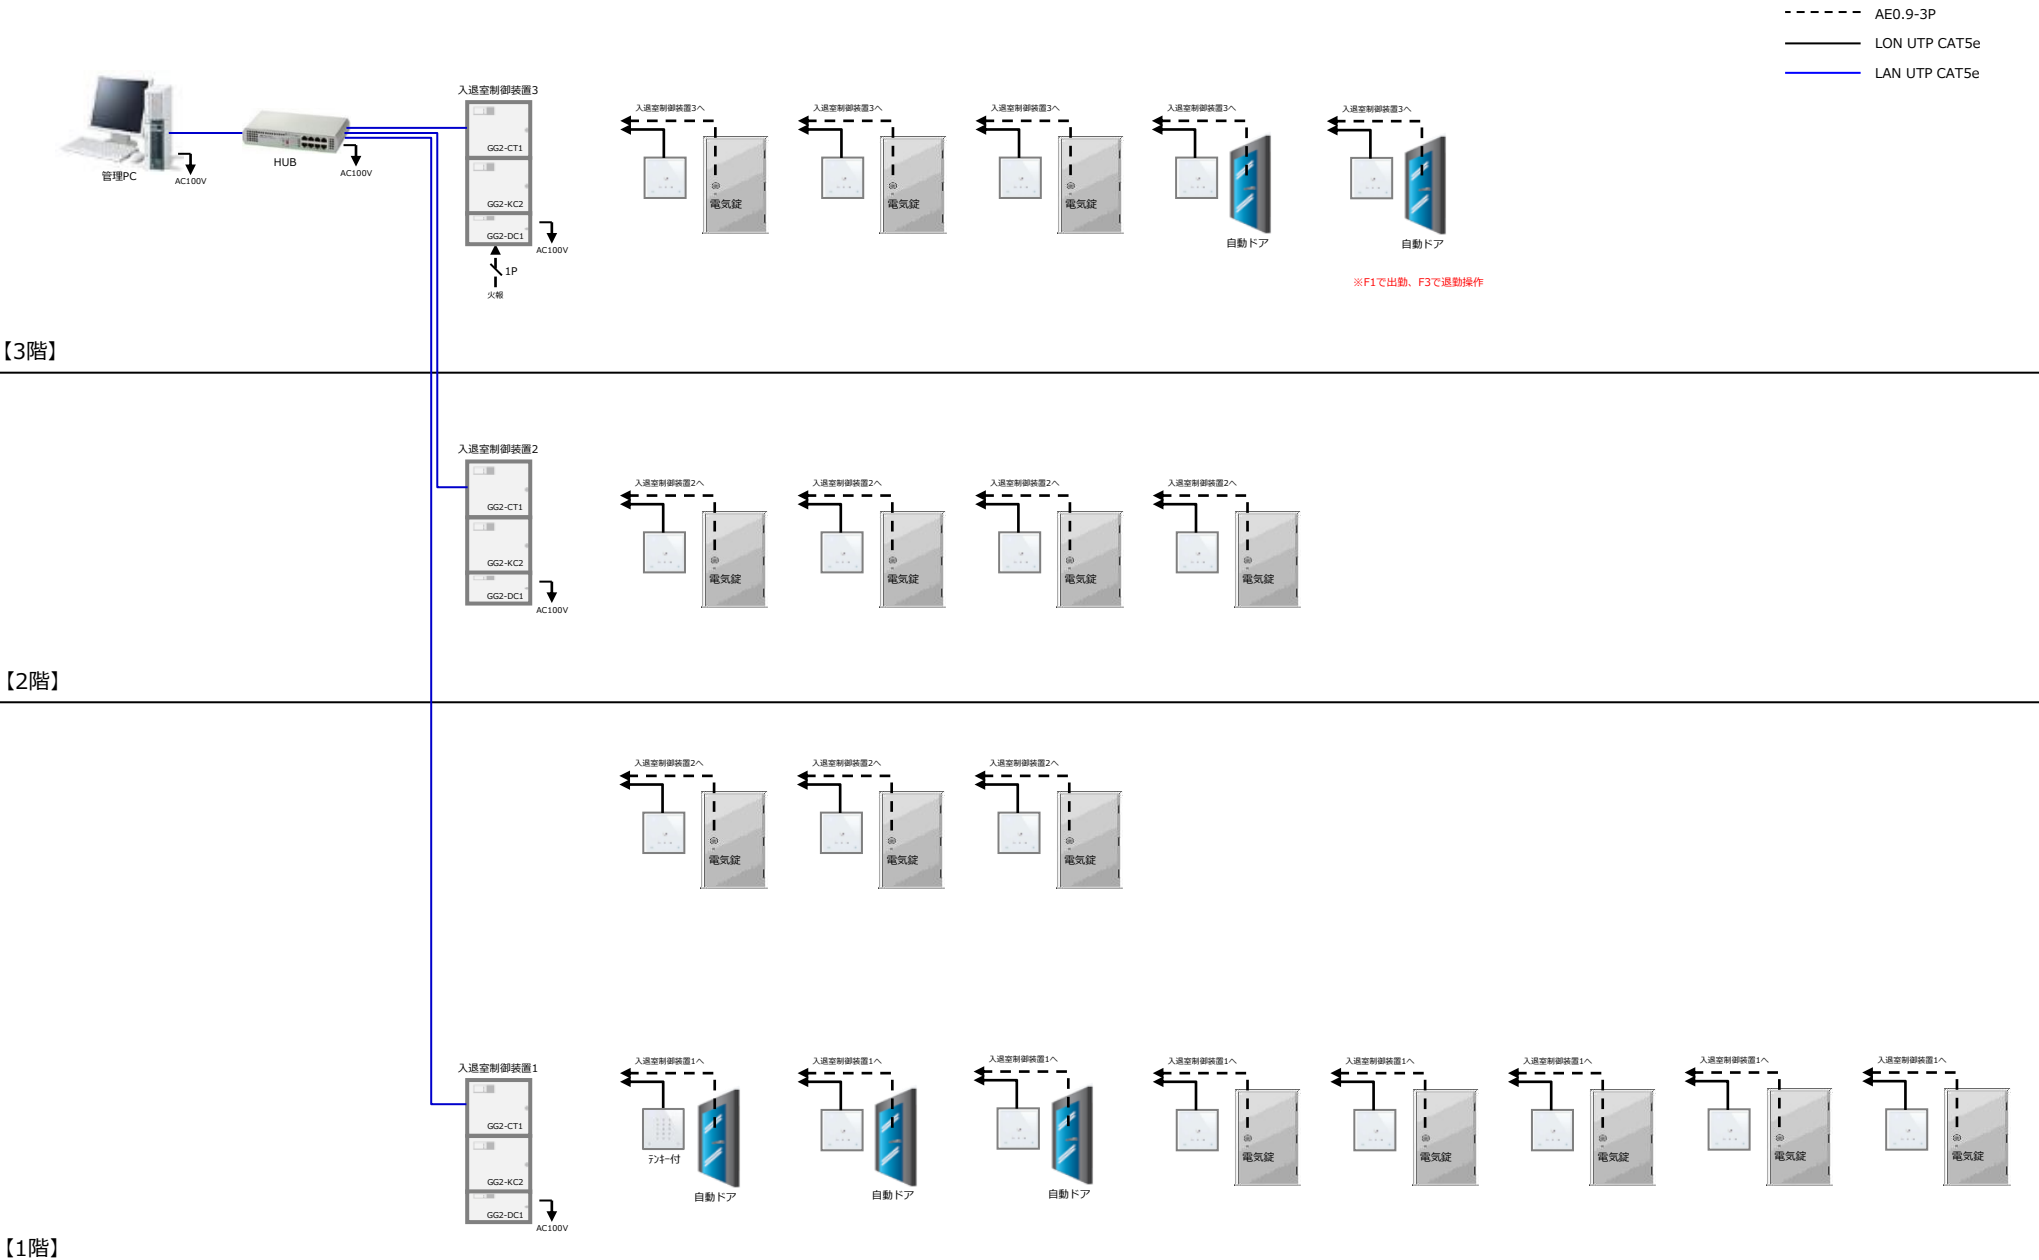 AE0.9-3P
LON UTP CAT5e
LAN UTP CAT5e
管理PC
AC100V
HUB
AC100V
入退室制御装置3
GG2-CT1
GG2-KC2
GG2-DC1
AC100V
1P
火報
入退室制御装置3へ
電気錠
入退室制御装置3へ
電気錠
入退室制御装置3へ
電気錠
入退室制御装置3へ
自動ドア
入退室制御装置3へ
自動ドア
※F1で出勤、F3で退勤操作
【3階】
入退室制御装置2
GG2-CT1
GG2-KC2
GG2-DC1
AC100V
入退室制御装置2へ
電気錠
入退室制御装置2へ
電気錠
入退室制御装置2へ
電気錠
入退室制御装置2へ
電気錠
【2階】
入退室制御装置2へ
電気錠
入退室制御装置2へ
電気錠
入退室制御装置2へ
電気錠
入退室制御装置1
GG2-CT1
GG2-KC2
GG2-DC1
AC100V
入退室制御装置1へ
ﾃﾝｷｰ付
自動ドア
入退室制御装置1へ
自動ドア
入退室制御装置1へ
自動ドア
入退室制御装置1へ
電気錠
入退室制御装置1へ
電気錠
入退室制御装置1へ
電気錠
入退室制御装置1へ
電気錠
入退室制御装置1へ
電気錠
【1階】